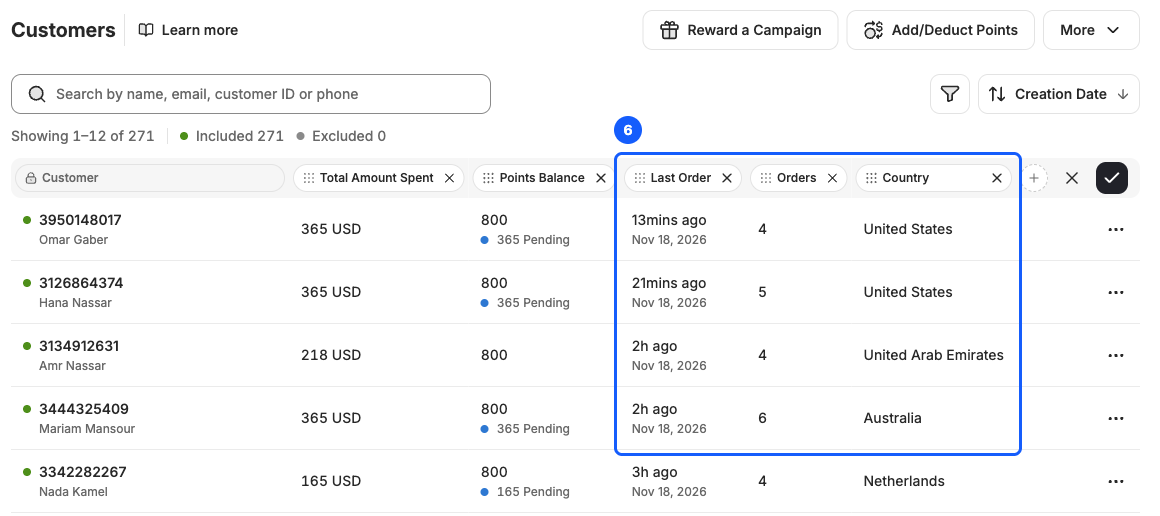 Customers Learn more Reward a Campaign Add/Deduct Points More
Search by name, email, customer ID or phone Creation Date
Showing 1–12 of 271 Included 271 Excluded 0
6
Customer Total Amount Spent Points Balance Last Order Orders Country
3950148017 365 USD 800 13mins ago 4 United States
Omar Gaber 365 Pending Nov 18, 2026
3126864374 365 USD 800 21mins ago 5 United States
Hana Nassar 365 Pending Nov 18, 2026
3134912631 218 USD 800 2h ago 4 United Arab Emirates
Amr Nassar Nov 18, 2026
3444325409 365 USD 800 2h ago 6 Australia
Mariam Mansour 365 Pending Nov 18, 2026
3342282267 165 USD 800 3h ago 4 Netherlands
Nada Kamel 165 Pending Nov 18, 2026